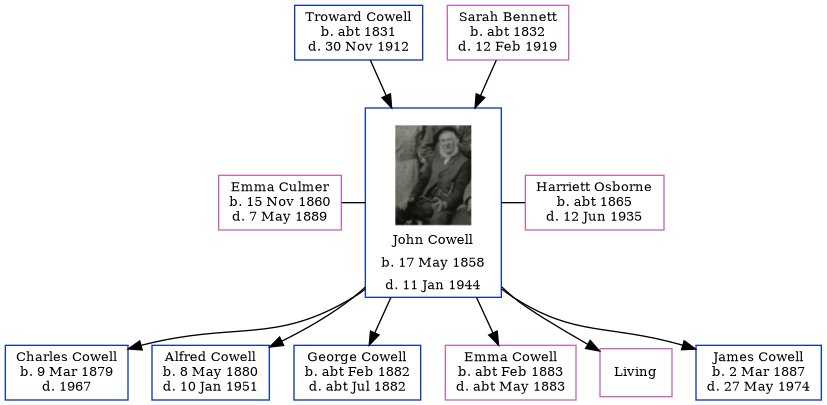 Troward Cowell
b. abt 1831
d. 30 Nov 1912
Sarah Bennett
b. abt 1832
d. 12 Feb 1919
Emma Culmer
b. 15 Nov 1860
d. 7 May 1889
John Cowell
b. 17 May 1858
d. 11 Jan 1944
Harriett Osborne
b. abt 1865
d. 12 Jun 1935
Charles Cowell
b. 9 Mar 1879
d. 1967
Alfred Cowell
b. 8 May 1880
d. 10 Jan 1951
George Cowell
b. abt Feb 1882
d. abt Jul 1882
Emma Cowell
b. abt Feb 1883
d. abt May 1883
Living
James Cowell
b. 2 Mar 1887
d. 27 May 1974